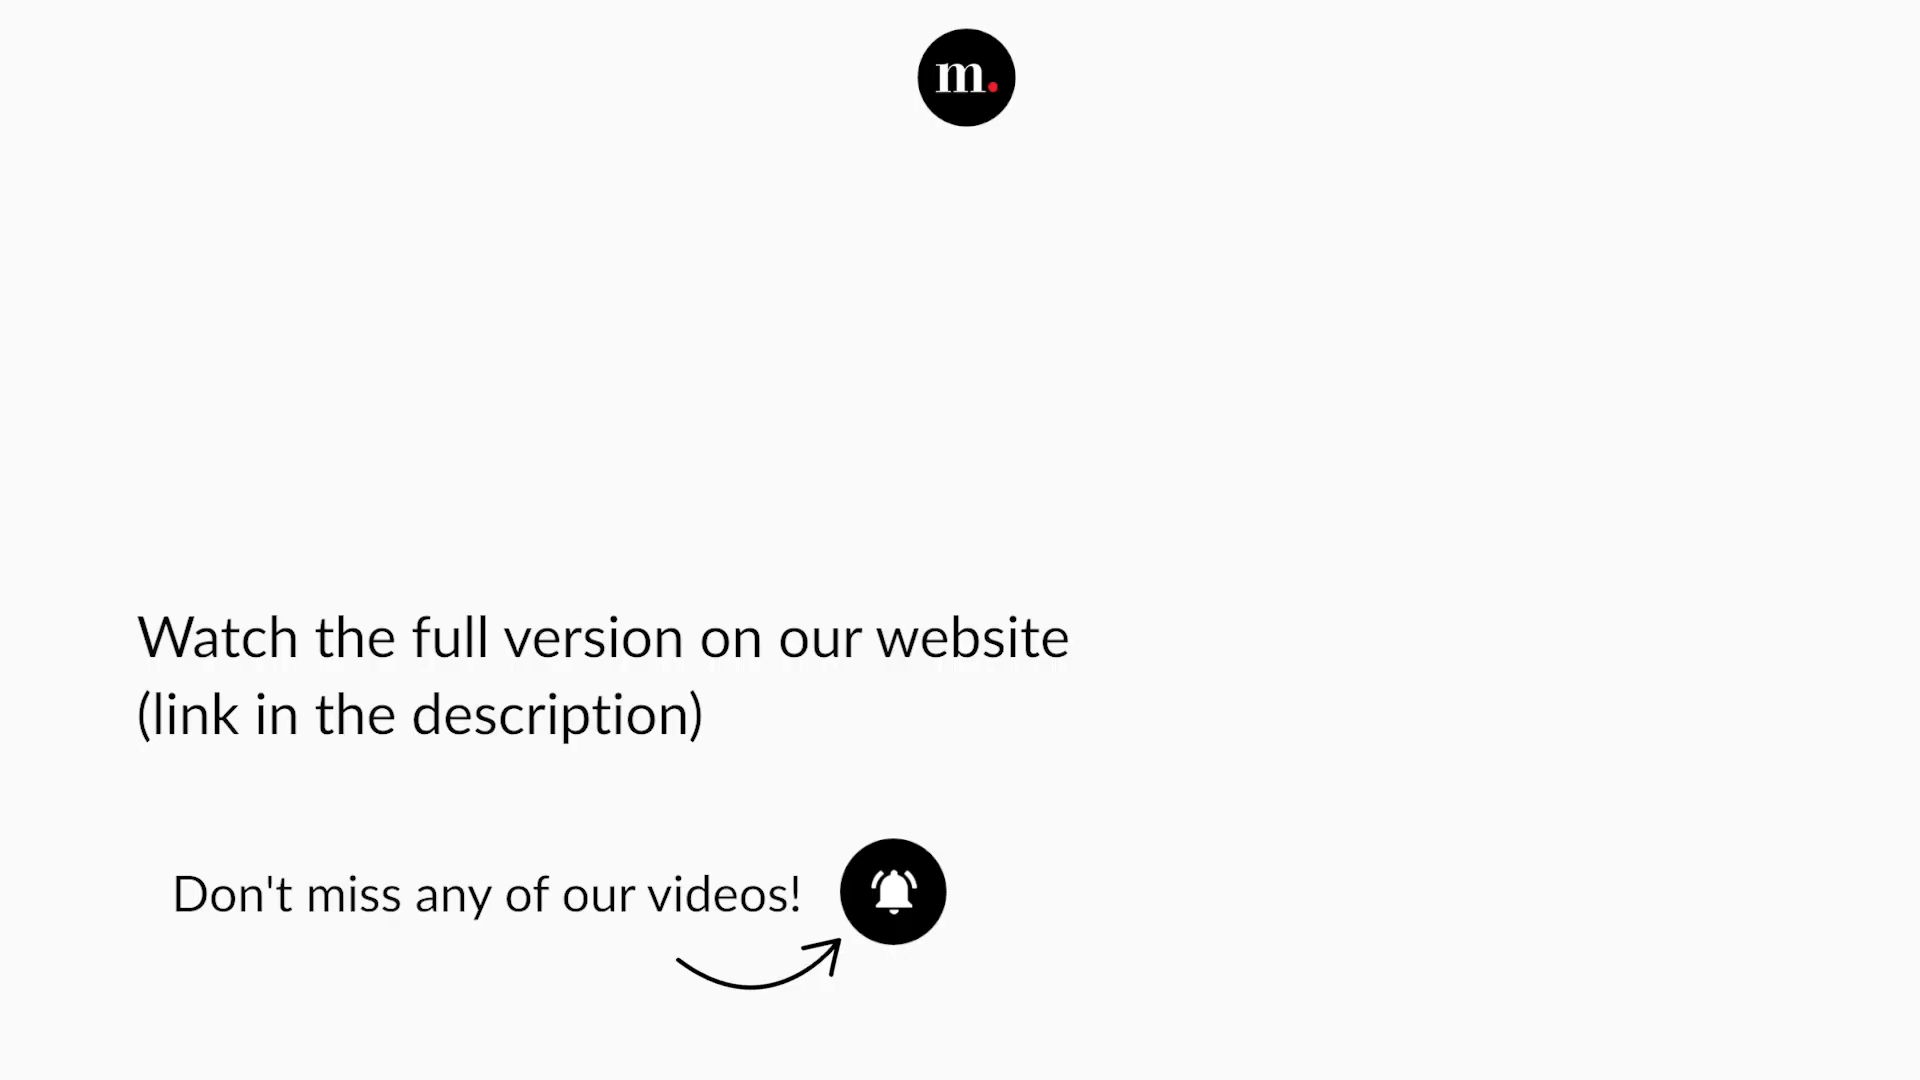 m.
Watch the full version on our website
(link in the description)
Don't miss any of our videos!